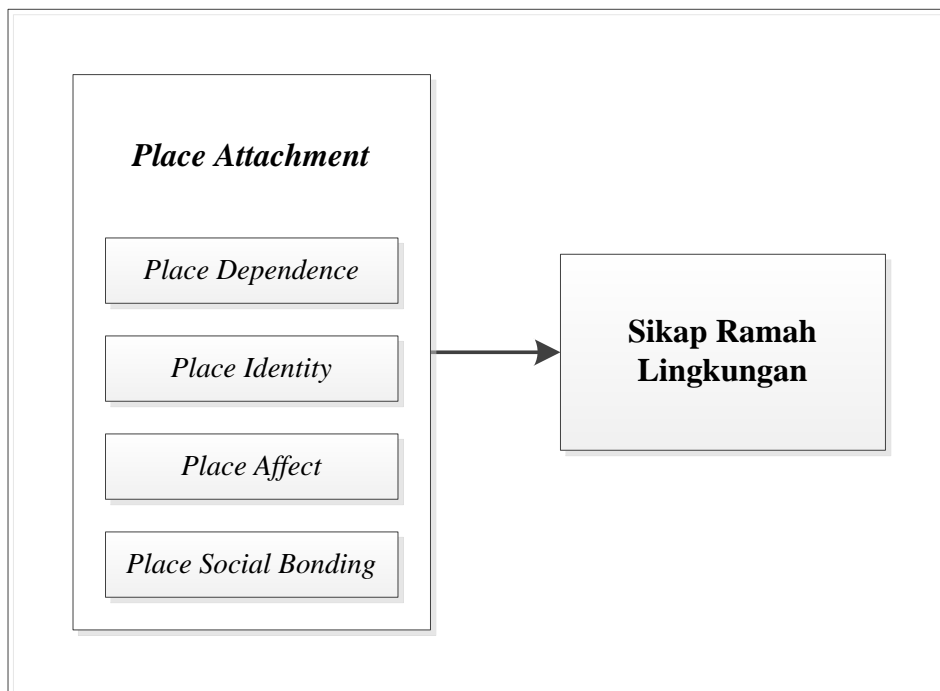 Place Attachment
Place Dependence
Place Identity
Place Affect
Place Social Bonding
Sikap Ramah
Lingkungan